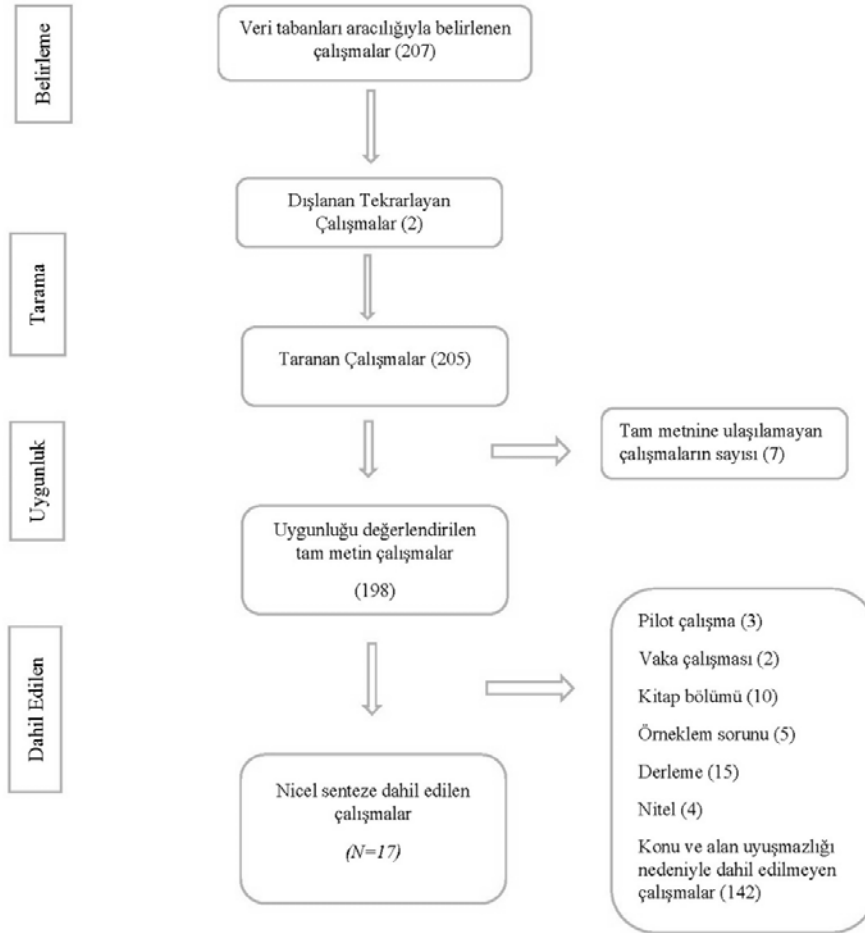 Belirleme
Veri tabanları aracılığıyla belirlenen
çalışmalar (207)
Dışlanan Tekrarlayan
Çalışmalar (2)
Tarama
Taranan Çalışmalar (205)
Uygunluk
Tam metnine ulaşılamayan
çalışmaların sayısı (7)
Uygunluğu değerlendirilen
tam metin çalışmalar
(198)
Dahil Edilen
Pilot çalışma (3)
Vaka çalışması (2)
Kitap bölümü (10)
Örneklem sorunu (5)
Derleme (15)
Nitel (4)
Konu ve alan uyuşmazlığı
nedeniyle dahil edilmeyen
çalışmalar (142)
Nicel senteze dahil edilen
çalışmalar
(N=17)